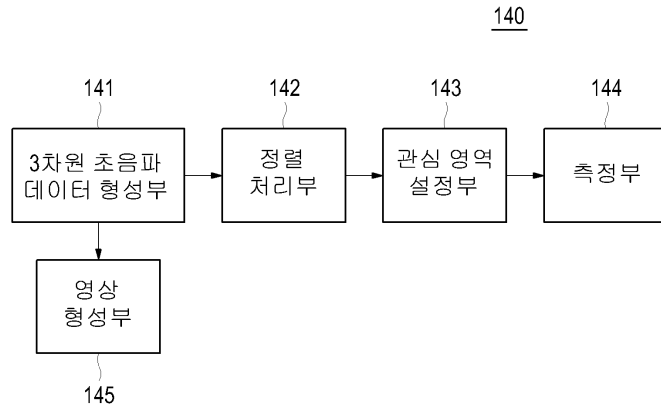 140
141
142
143
144
3차원 초음파
데이터 형성부
정렬
처리부
관심 영역
설정부
측정부
영상
형성부
145